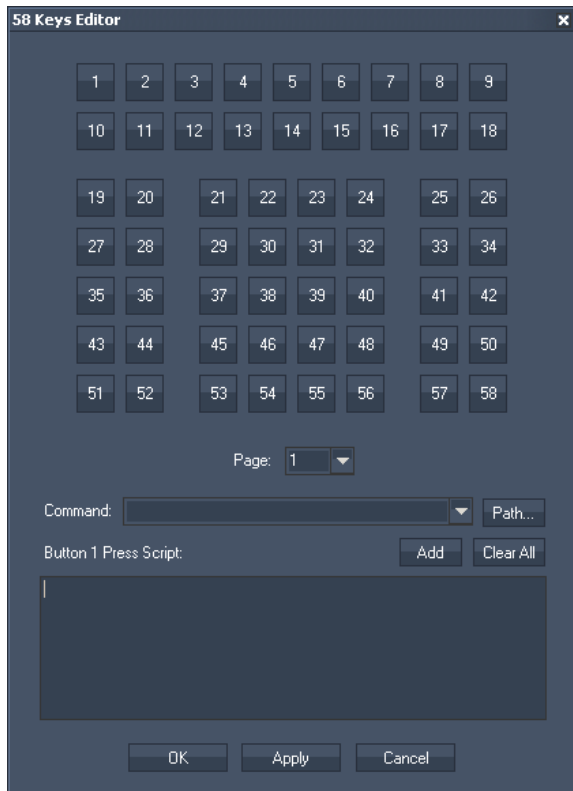 58 Keys Editor
1 2 3 4 5 6 7 8 9
10 11 12 13 14 15 16 17 18
19 20 21 22 23 24 25 26
27 28 29 30 31 32 33 34
35 36 37 38 39 40 41 42
43 44 45 46 47 48 49 50
51 52 53 54 55 56 57 58
Page: 1
Command: Path...
Button 1 Press Script: Add Clear All
OK Apply Cancel